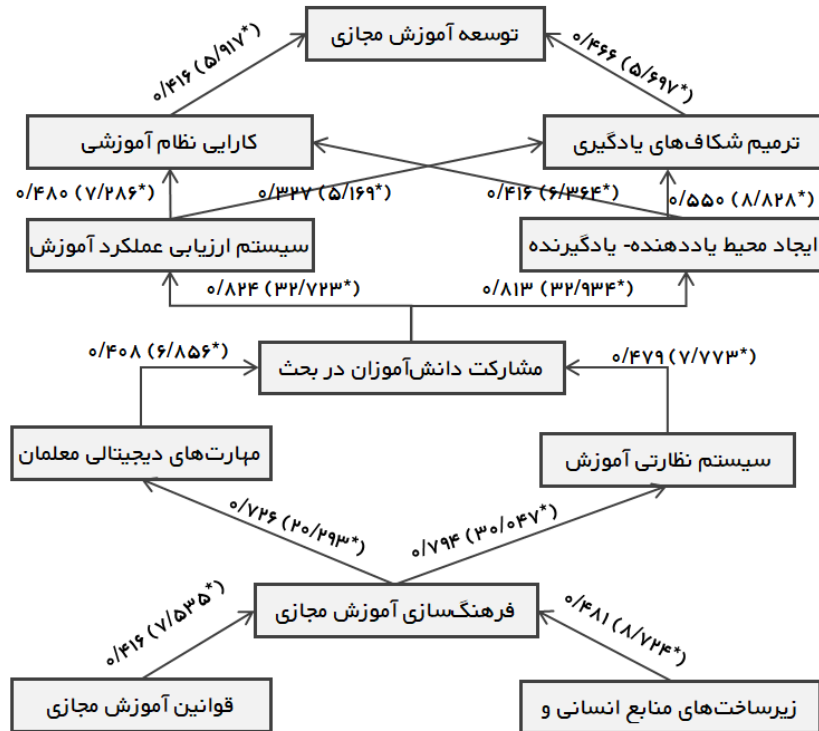 توسعه آموزش مجازی
۰/۴۱۶ (۵/۹۱۷*)
۰/۴۶۶ (۵/۶۹۷*)
کارایی نظام آموزشی
ترمیم شکاف‌های یادگیری
۰/۴۸۰ (۷/۲۸۶*)
۰/۳۲۷ (۵/۱۶۹*)
۰/۴۱۶ (۶/۳۶۴*)
۰/۵۵۰ (۸/۸۲۸*)
سیستم ارزیابی عملکرد آموزش
ایجاد محیط یاددهنده- یادگیرنده
۰/۸۲۴ (۳۲/۷۲۳*)
۰/۸۱۳ (۳۲/۹۳۴*)
۰/۴۰۸ (۶/۸۵۶*)
مشارکت دانش‌آموزان در بحث
۰/۴۷۹ (۷/۷۷۳*)
مهارت‌های دیجیتالی معلمان
سیستم نظارتی آموزش
۰/۷۲۶ (۲۰/۲۹۳*)
۰/۷۹۴ (۳۰/۰۴۷*)
فرهنگ‌سازی آموزش مجازی
۰/۴۱۶ (۷/۵۳۵*)
۰/۴۸۱ (۸/۷۲۴*)
قوانین آموزش مجازی
زیرساخت‌های منابع انسانی و